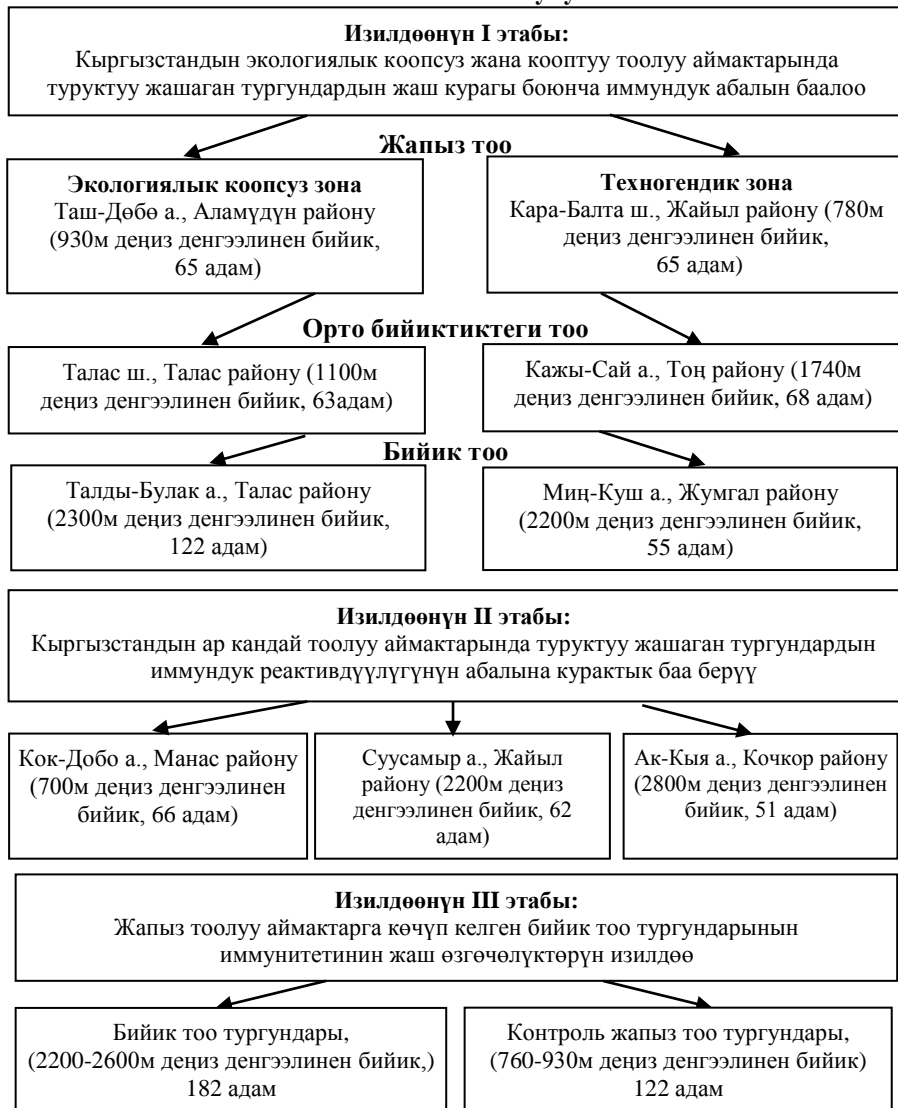 Изилдөөнүн I этабы:
Кыргызстандын экологиялык коопсуз жана кооптуу тоолуу аймактарында
туруктуу жашаган тургундардын жаш курагы боюнча иммундук абалын баалоо
Жапыз тоо
Экологиялык коопсуз зона
Таш-Дөбө а., Аламүдүн району
(930м деңиз денгээлинен бийик,
65 адам)
Техногендик зона
Кара-Балта ш., Жайыл району (780м
деңиз денгээлинен бийик,
65 адам)
Орто бийиктиктеги тоо
Талас ш., Талас району (1100м
деңиз денгээлинен бийик, 63адам)
Кажы-Сай а., Тоң району (1740м
деңиз денгээлинен бийик, 68 адам)
Бийик тоо
Талды-Булак а., Талас району
(2300м деңиз денгээлинен бийик,
122 адам)
Миң-Куш а., Жумгал району
(2200м деңиз денгээлинен бийик,
55 адам)
Изилдөөнүн II этабы:
Кыргызстандын ар кандай тоолуу аймактарында туруктуу жашаган тургундардын
иммундук реактивдүүлүгүнүн абалына курактык баа берүү
Кок-Добо а., Манас району
(700м деңиз денгээлинен
бийик, 66 адам)
Суусамыр а., Жайыл
району (2200м деңиз
денгээлинен бийик, 62
адам)
Ак-Кыя а., Кочкор району
(2800м деңиз денгээлинен
бийик, 51 адам)
Изилдөөнүн III этабы:
Жапыз тоолуу аймактарга көчүп келген бийик тоо тургундарынын
иммунитетинин жаш өзгөчөлүктөрүн изилдөө
Бийик тоо тургундары,
(2200-2600м деңиз денгээлинен бийик,)
182 адам
Контроль жапыз тоо тургундары,
(760-930м деңиз денгээлинен бийик)
122 адам